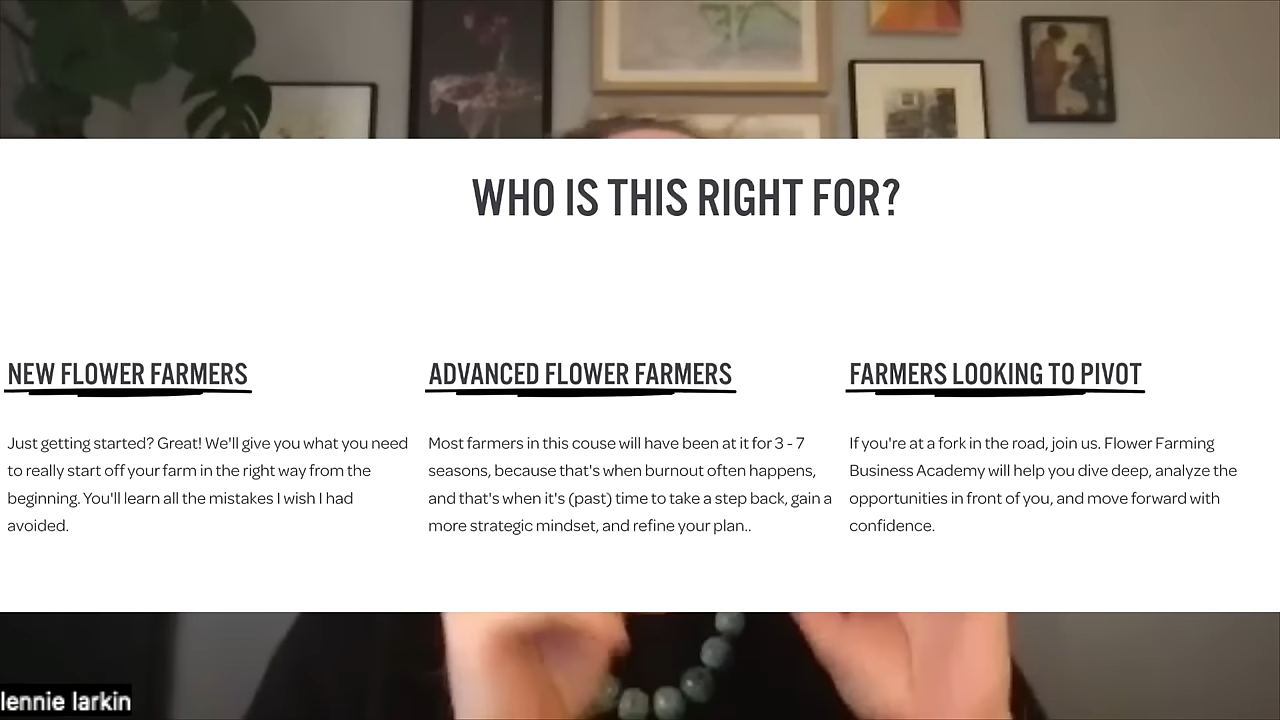 WHO IS THIS RIGHT FOR?
NEW FLOWER FARMERS
Just getting started? Great! We'll give you what you need
to really start off your farm in the right way from the
beginning. You'll learn all the mistakes I wish I had
avoided.
ADVANCED FLOWER FARMERS
Most farmers in this couse will have been at it for 3 - 7
seasons, because that's when burnout often happens,
and that's when it's (past) time to take a step back, gain a
more strategic mindset, and refine your plan..
FARMERS LOOKING TO PIVOT
If you're at a fork in the road, join us. Flower Farming
Business Academy will help you dive deep, analyze the
opportunities in front of you, and move forward with
confidence.
lennie larkin